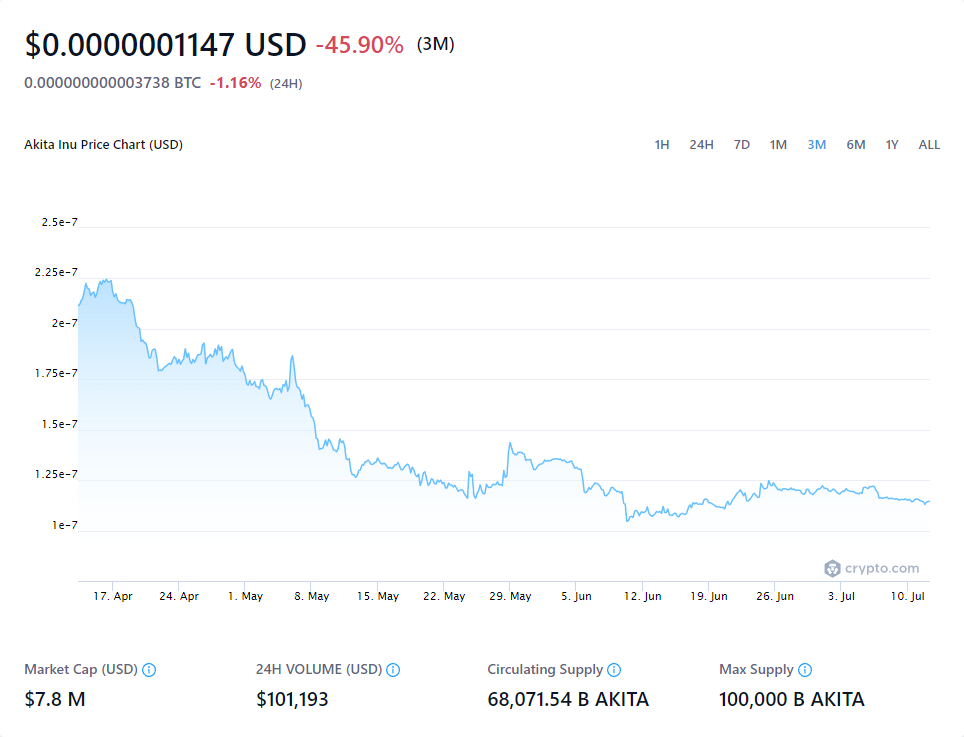 $0.0000001147 USD -45.90% (3M)
0.000000000003738 BTC -1.16% (24H)
Akita Inu Price Chart (USD) 1H 24H 7D 1M 3M 6M 1Y ALL
2.5e-7
2.25e-7
2e-7
1.75e-7
1.5e-7
1.25e-7
1e-7
crypto.com
17. Apr 24. Apr 1. May 8. May 15. May 22. May 29. May 5. Jun 12. Jun 19. Jun 26. Jun 3. Jul 10. Jul
Market Cap (USD) 24H VOLUME (USD) Circulating Supply Max Supply
$7.8 M $101,193 68,071.54 B AKITA 100,000 B AKITA